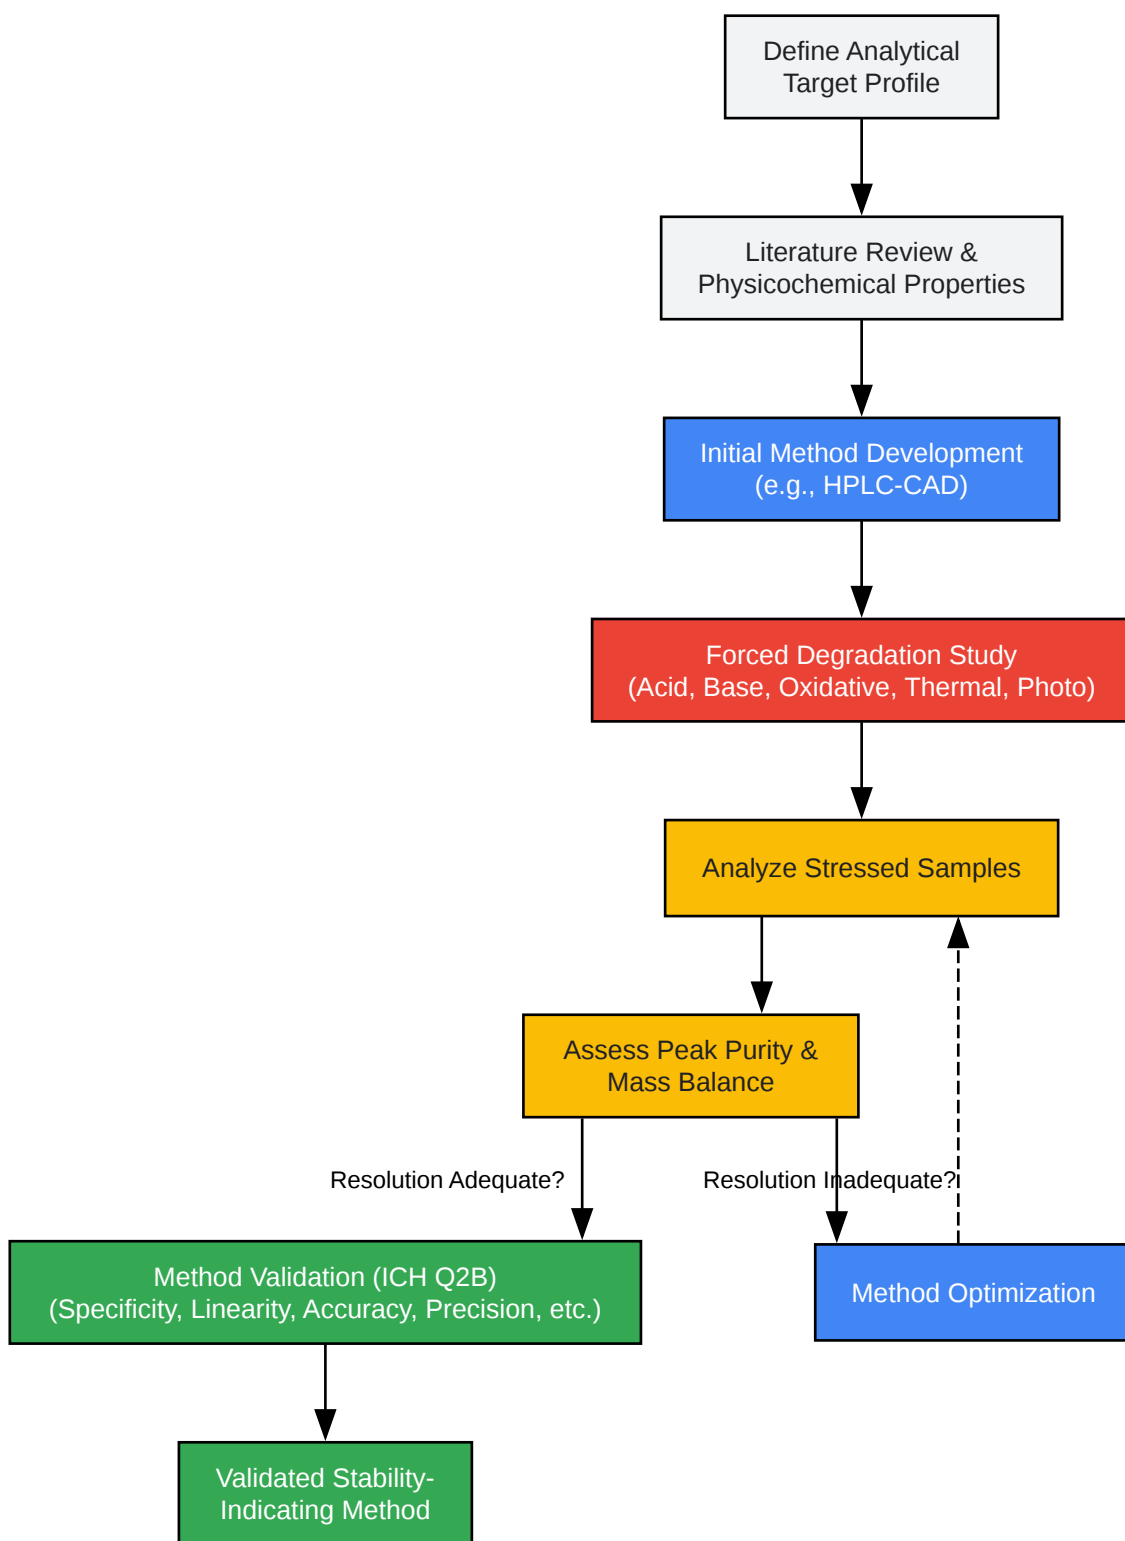 Define Analytical
Target Profile
Literature Review &
Physicochemical Properties
Initial Method Development
(e.g., HPLC-CAD)
Forced Degradation Study
(Acid, Base, Oxidative, Thermal, Photo)
Analyze Stressed Samples
Assess Peak Purity &
Mass Balance
Resolution Adequate?
Resolution Inadequate?
Method Validation (ICH Q2B)
(Specificity, Linearity, Accuracy, Precision, etc.)
Method Optimization
Validated Stability-
Indicating Method